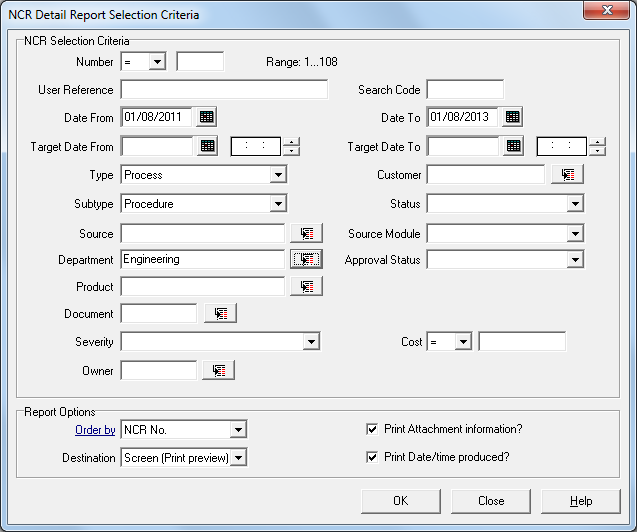 NCR Detail Report Selection Criteria
NCR Selection Criteria
Number = Range: 1...108
User Reference Search Code
Date From 01/08/2011 Date To 01/08/2013
Target Date From : : Target Date To : :
Type Process Customer
Subtype Procedure Status
Source Source Module
Department Engineering Approval Status
Product
Document
Severity Cost =
Owner
Report Options
Order by NCR No. Print Attachment information?
Destination Screen (Print preview) Print Date/time produced?
OK Close Help